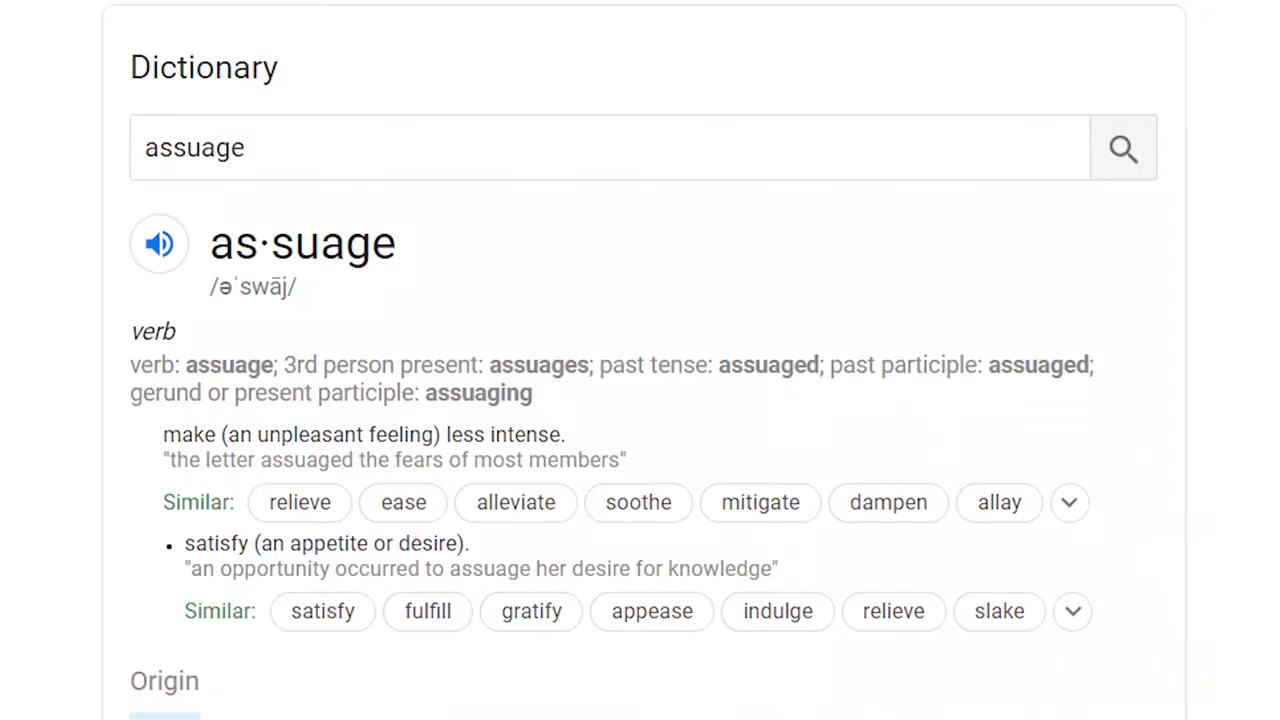 Dictionary
assuage
as·suage
/əˈswāj/
verb
verb: assuage; 3rd person present: assuages; past tense: assuaged; past participle: assuaged;
gerund or present participle: assuaging
make (an unpleasant feeling) less intense.
"the letter assuaged the fears of most members"
Similar: relieve ease alleviate soothe mitigate dampen allay
• satisfy (an appetite or desire).
"an opportunity occurred to assuage her desire for knowledge"
Similar: satisfy fulfill gratify appease indulge relieve slake
Origin